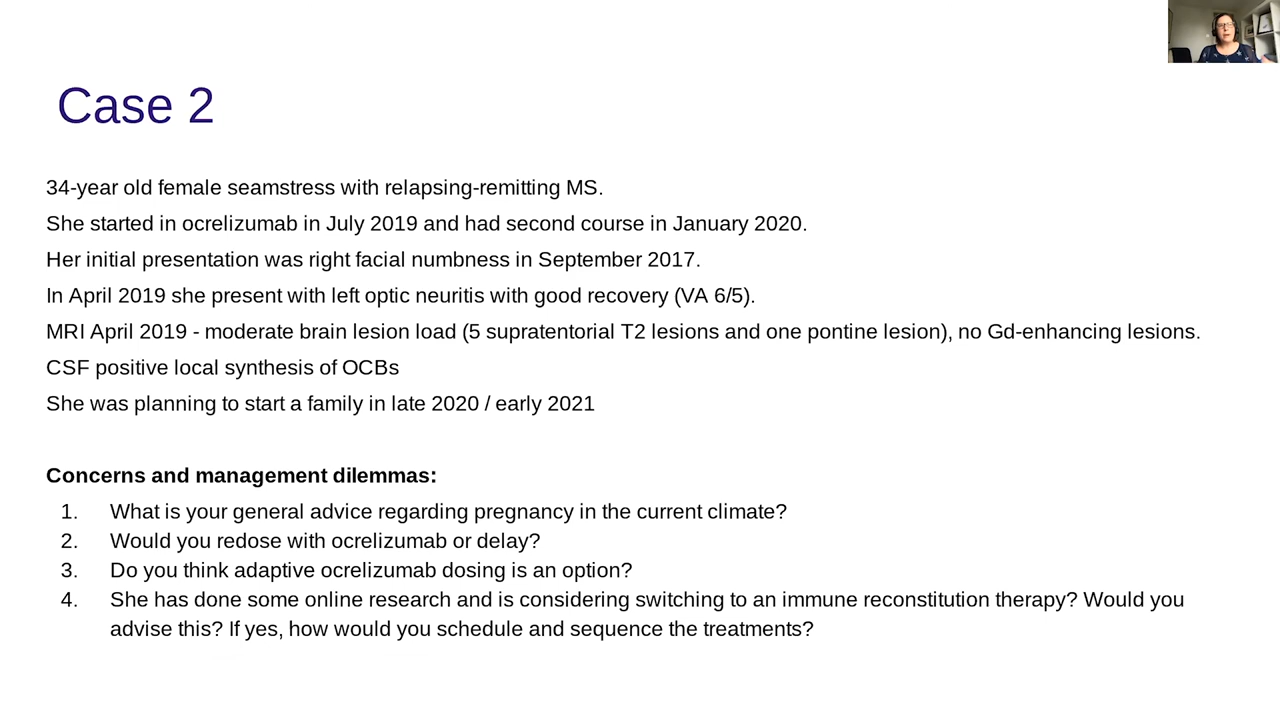 Case 2
34-year old female seamstress with relapsing-remitting MS.
She started in ocrelizumab in July 2019 and had second course in January 2020.
Her initial presentation was right facial numbness in September 2017.
In April 2019 she present with left optic neuritis with good recovery (VA 6/5).
MRI April 2019 - moderate brain lesion load (5 supratentorial T2 lesions and one pontine lesion), no Gd-enhancing lesions.
CSF positive local synthesis of OCBs
She was planning to start a family in late 2020 / early 2021
Concerns and management dilemmas:
1. What is your general advice regarding pregnancy in the current climate?
2. Would you redose with ocrelizumab or delay?
3. Do you think adaptive ocrelizumab dosing is an option?
4. She has done some online research and is considering switching to an immune reconstitution therapy? Would you
advise this? If yes, how would you schedule and sequence the treatments?